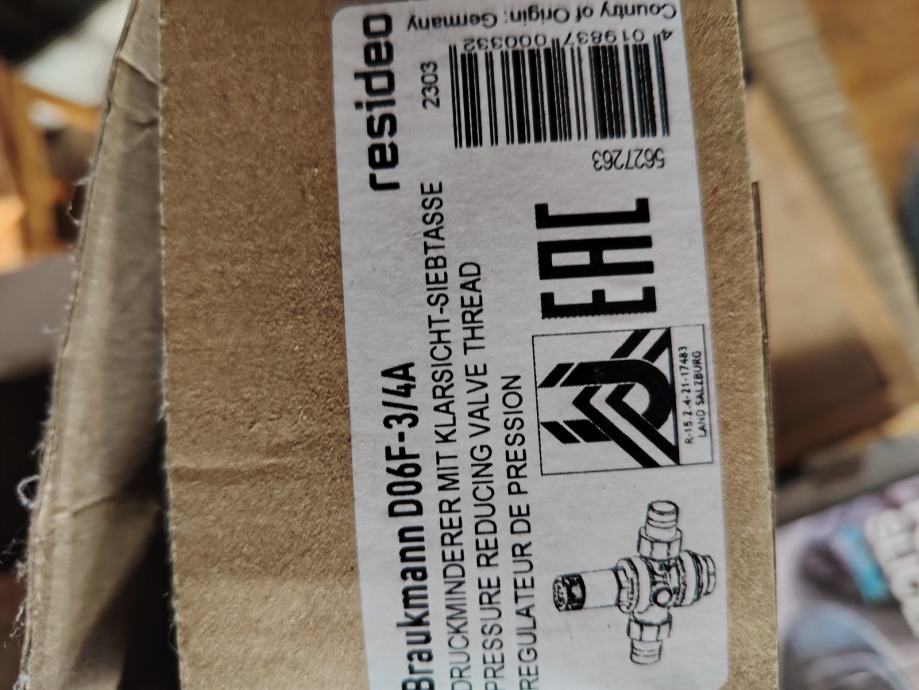 resideo
Braukmann D06F-3/4A
2303
DRUCKMINDERER MIT KLARSICHT-SIEBTASSE
PRESSURE REDUCING VALVE THREAD
REGULATEUR DE PRESSION
R-15.2.4-21-17483
LAND SALZBURG
EAC
5627263
4 019837 000332
Country of Origin: Germany